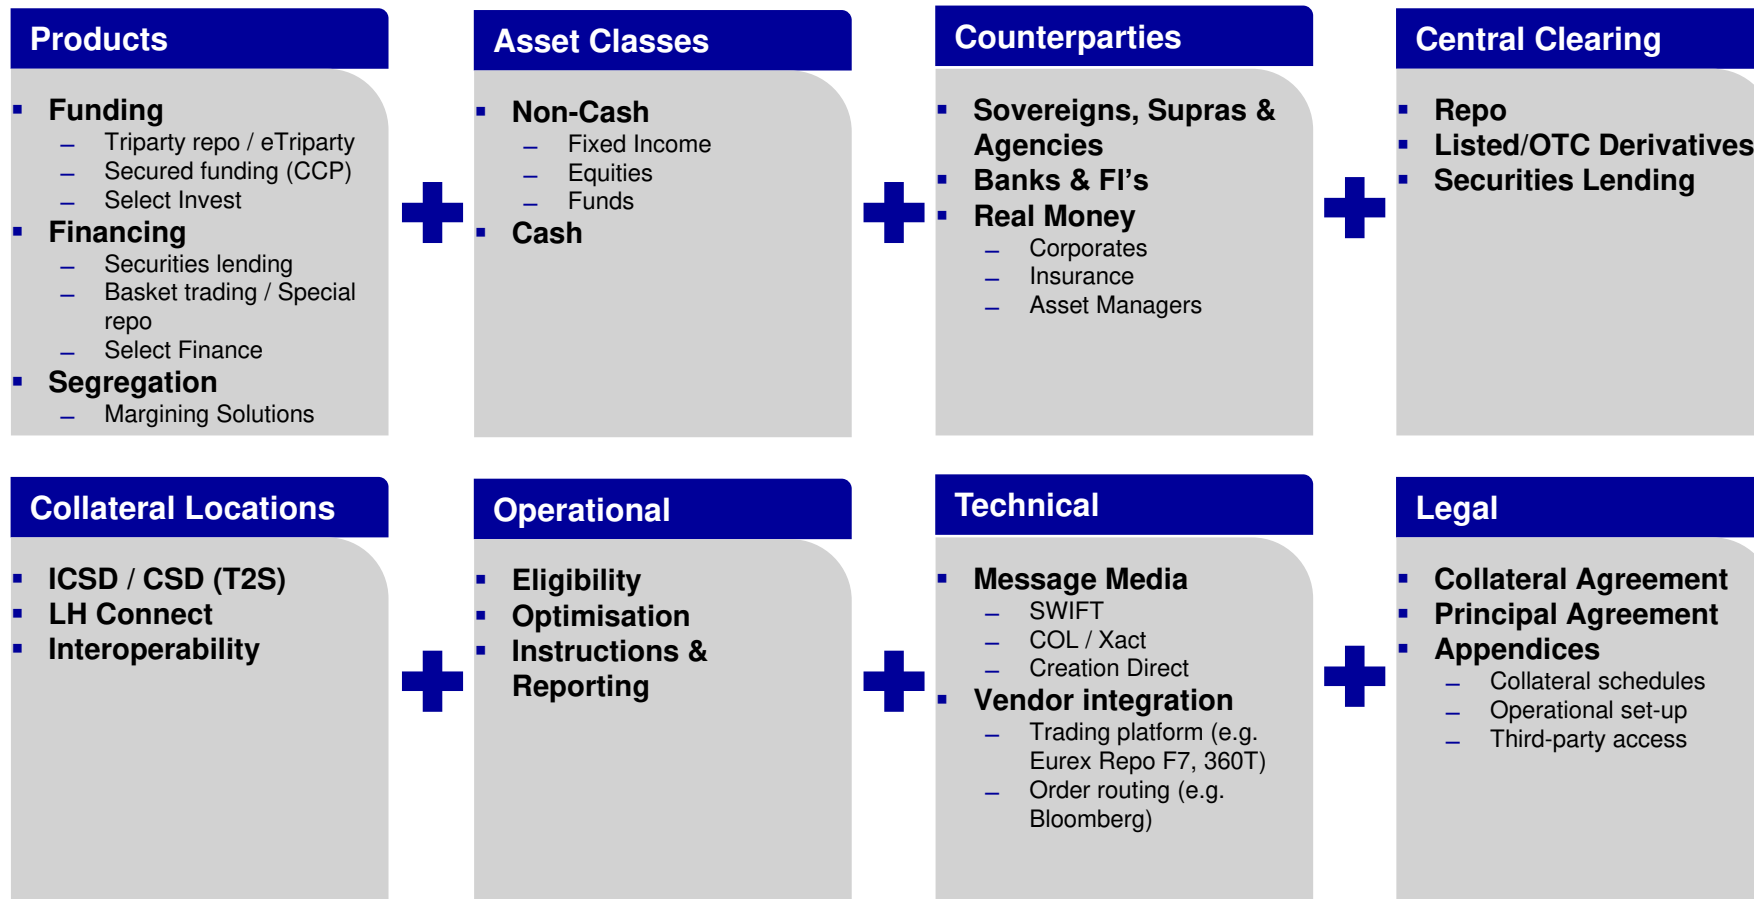 Products
▪ Funding
– Triparty repo / eTriparty
– Secured funding (CCP)
– Select Invest
▪ Financing
– Securities lending
– Basket trading / Special
repo
– Select Finance
▪ Segregation
– Margining Solutions
Asset Classes
▪ Non-Cash
– Fixed Income
– Equities
– Funds
▪ Cash
Counterparties
▪ Sovereigns, Supras &
Agencies
▪ Banks & FI's
▪ Real Money
– Corporates
– Insurance
– Asset Managers
Central Clearing
▪ Repo
▪ Listed/OTC Derivatives
▪ Securities Lending
Collateral Locations
▪ ICSD / CSD (T2S)
▪ LH Connect
▪ Interoperability
Operational
▪ Eligibility
▪ Optimisation
▪ Instructions &
Reporting
Technical
▪ Message Media
– SWIFT
– COL / Xact
– Creation Direct
▪ Vendor integration
– Trading platform (e.g.
Eurex Repo F7, 360T)
– Order routing (e.g.
Bloomberg)
Legal
▪ Collateral Agreement
▪ Principal Agreement
▪ Appendices
– Collateral schedules
– Operational set-up
– Third-party access